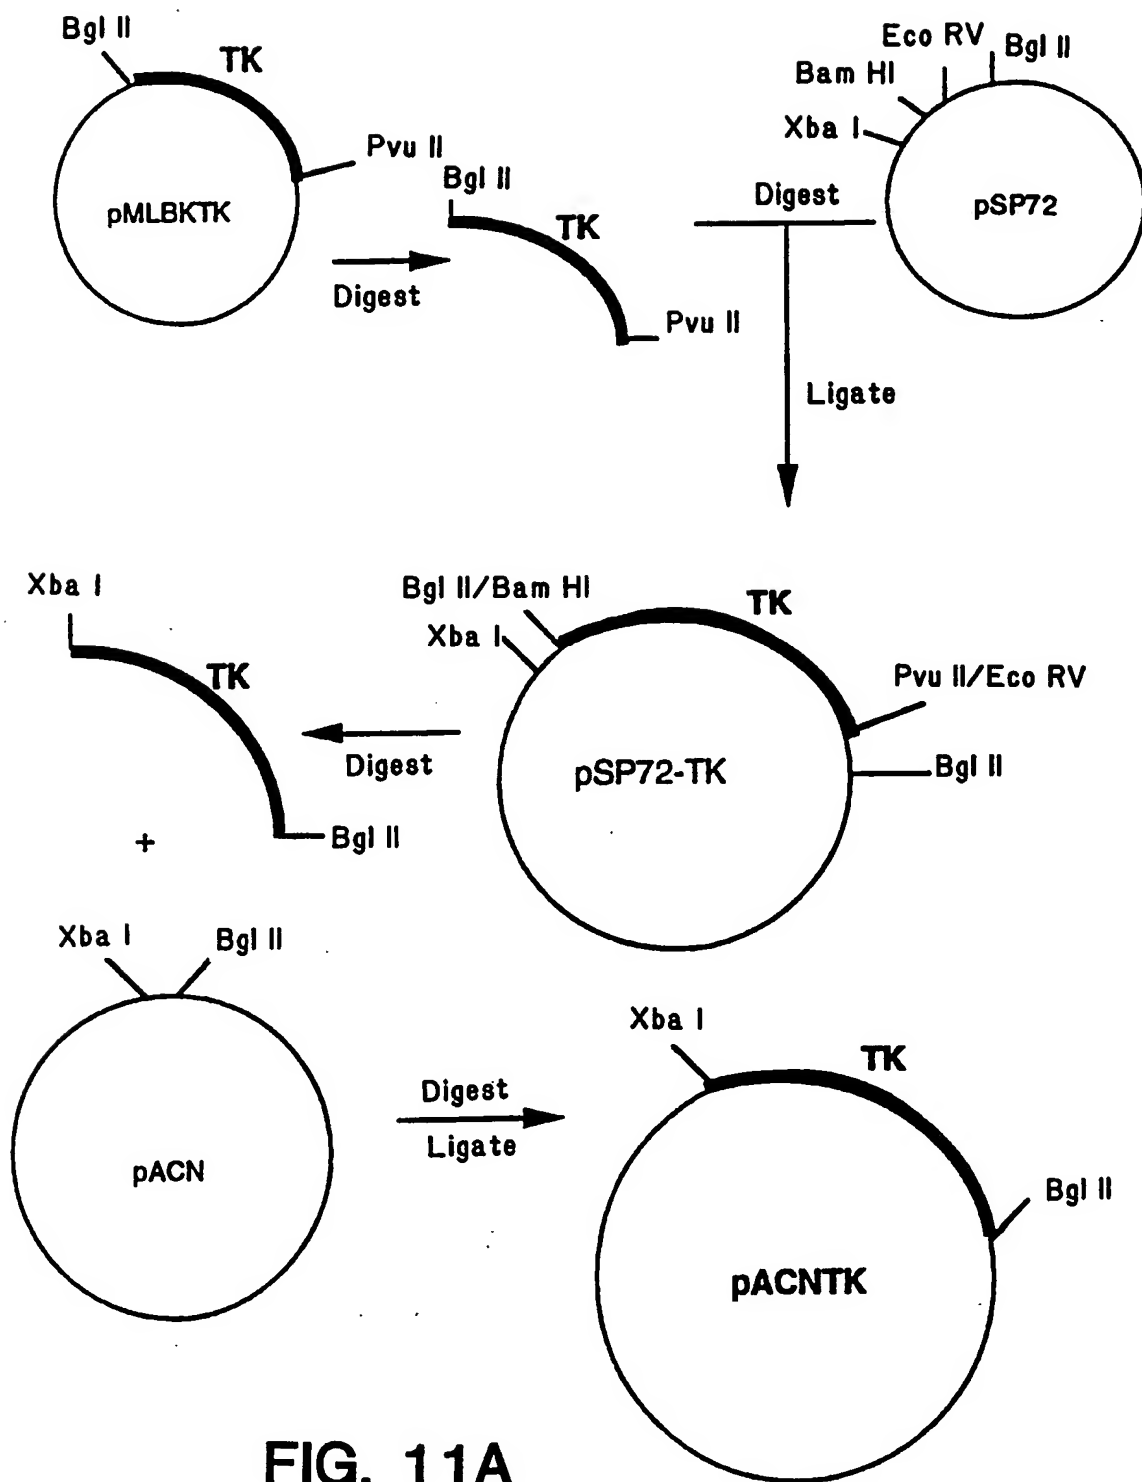 Bgl II
TK
Pvu II
pMLBKTK
Digest
Bgl II
TK
Pvu II
Eco RV
Bgl II
Bam HI
Xba I
pSP72
Digest
Ligate
Bgl II/Bam HI
Xba I
TK
Pvu II/Eco RV
Bgl II
pSP72-TK
Digest
Xba I
TK
Bgl II
+
Xba I
Bgl II
pACN
Digest
Ligate
Xba I
TK
Bgl II
pACNTK
FIG. 11A